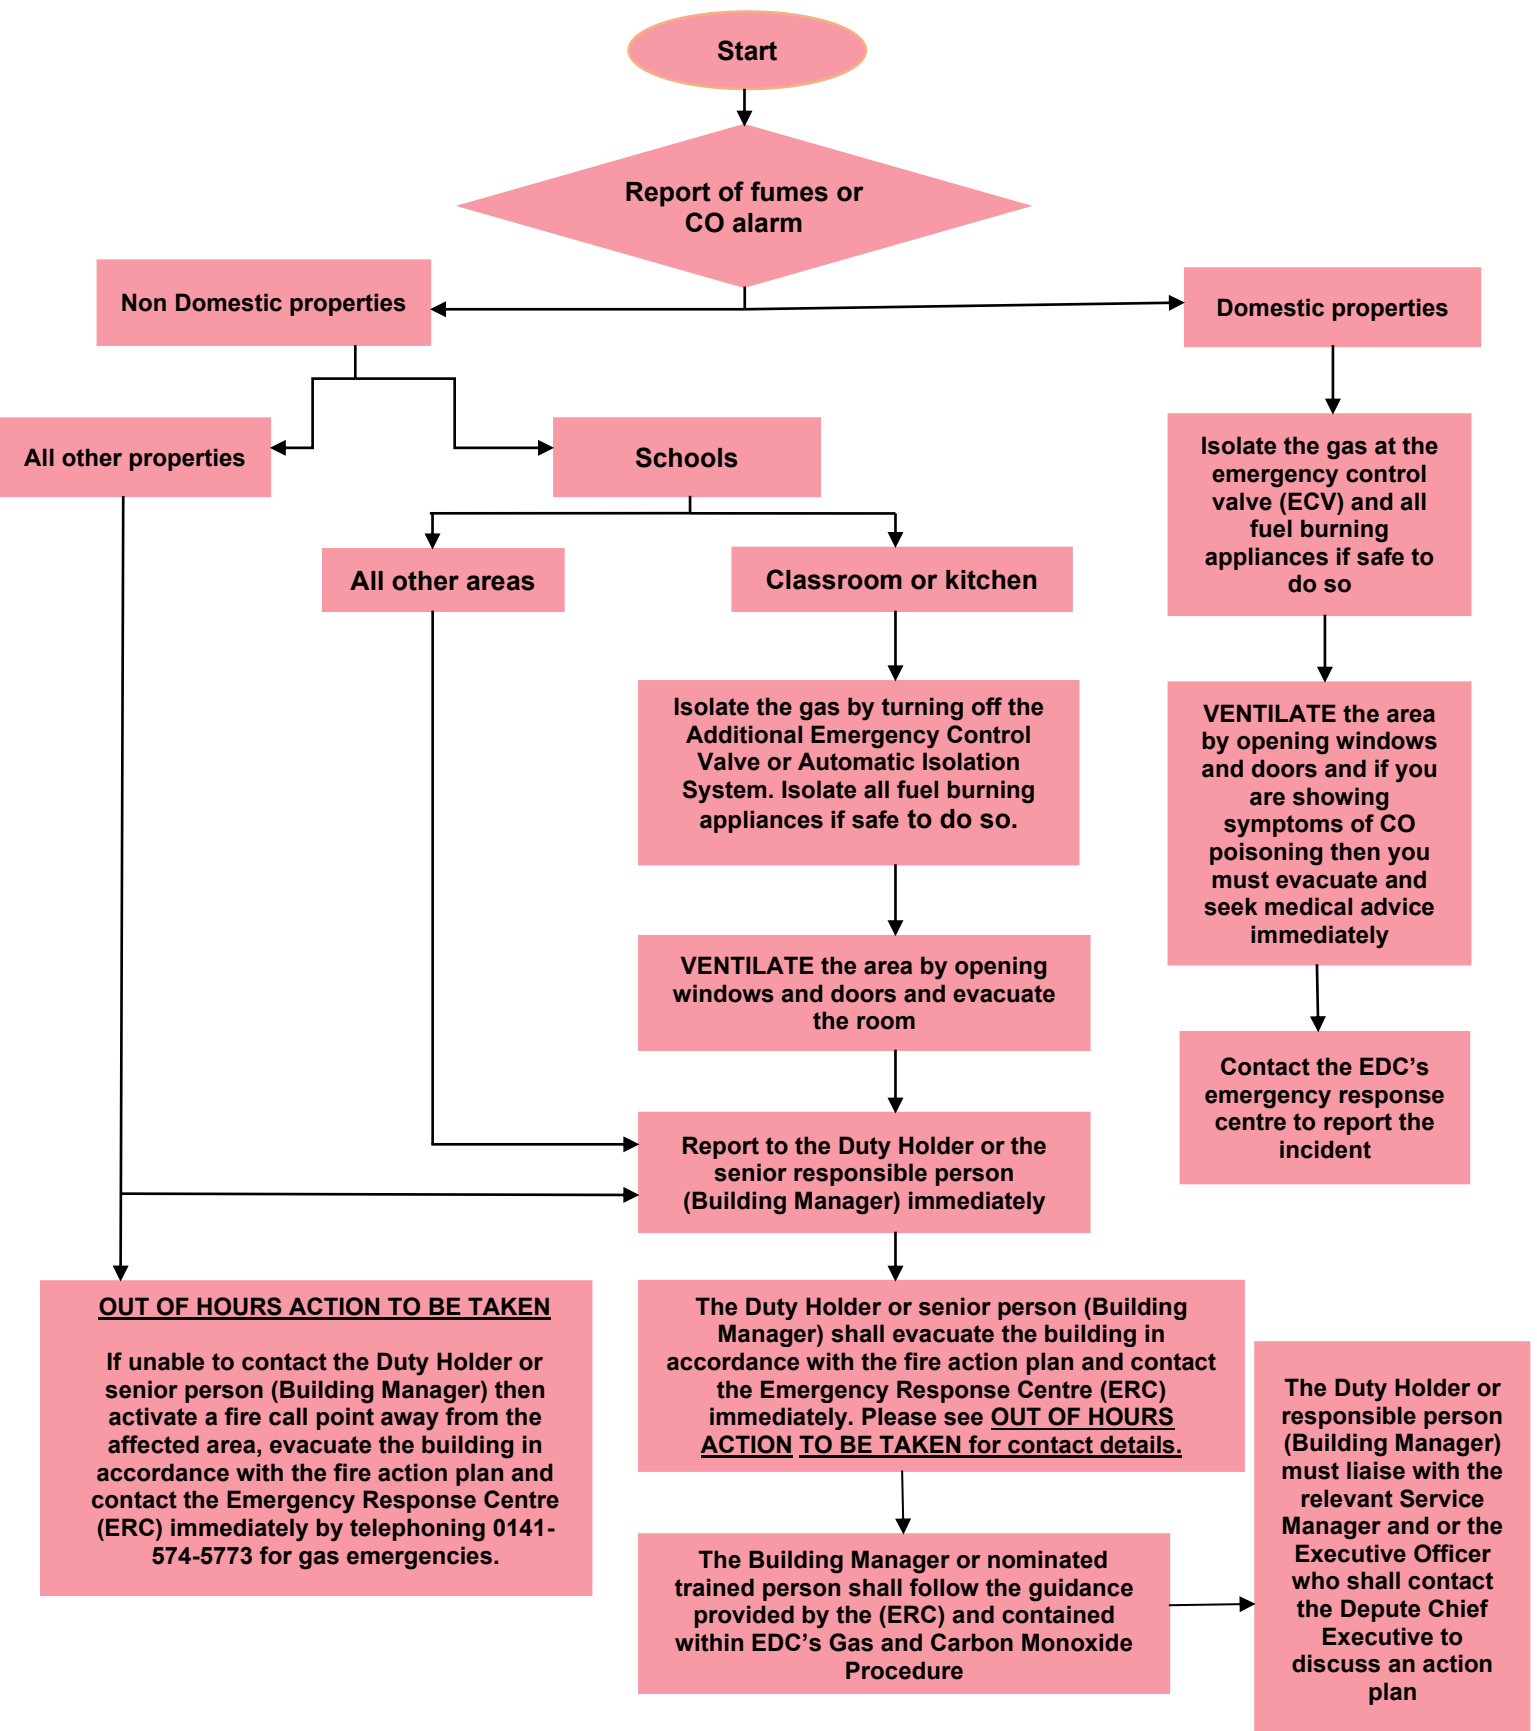 Start
Report of fumes or
CO alarm
Non Domestic properties
Domestic properties
All other properties
Schools
Isolate the gas at the
emergency control
valve (ECV) and all
fuel burning
appliances if safe to
do so
All other areas
Classroom or kitchen
Isolate the gas by turning off the
Additional Emergency Control
Valve or Automatic Isolation
System. Isolate all fuel burning
appliances if safe to do so.
VENTILATE the area
by opening windows
and doors and if you
are showing
symptoms of CO
poisoning then you
must evacuate and
seek medical advice
immediately
VENTILATE the area by opening
windows and doors and evacuate
the room
Contact the EDC’s
emergency response
centre to report the
incident
Report to the Duty Holder or the
senior responsible person
(Building Manager) immediately
OUT OF HOURS ACTION TO BE TAKEN
If unable to contact the Duty Holder or
senior person (Building Manager) then
activate a fire call point away from the
affected area, evacuate the building in
accordance with the fire action plan and
contact the Emergency Response Centre
(ERC) immediately by telephoning 0141-
574-5773 for gas emergencies.
The Duty Holder or senior person (Building
Manager) shall evacuate the building in
accordance with the fire action plan and contact
the Emergency Response Centre (ERC)
immediately. Please see OUT OF HOURS
ACTION TO BE TAKEN for contact details.
The Building Manager or nominated
trained person shall follow the guidance
provided by the (ERC) and contained
within EDC’s Gas and Carbon Monoxide
Procedure
The Duty Holder or
responsible person
(Building Manager)
must liaise with the
relevant Service
Manager and or the
Executive Officer
who shall contact
the Depute Chief
Executive to
discuss an action
plan